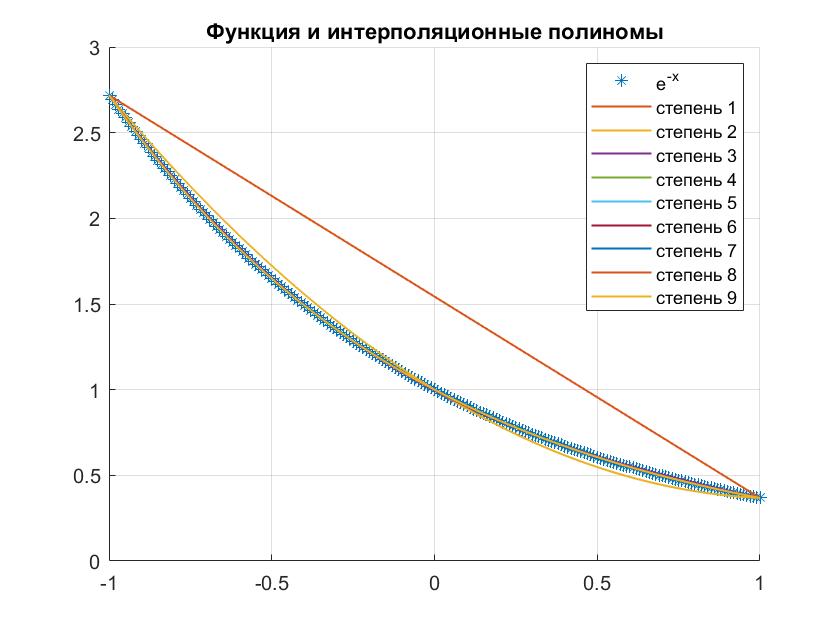 Функция и интерполяционные полиномы
3
2.5
2
1.5
1
0.5
0
-1
-0.5
0
0.5
1
e^-x
степень 1
степень 2
степень 3
степень 4
степень 5
степень 6
степень 7
степень 8
степень 9